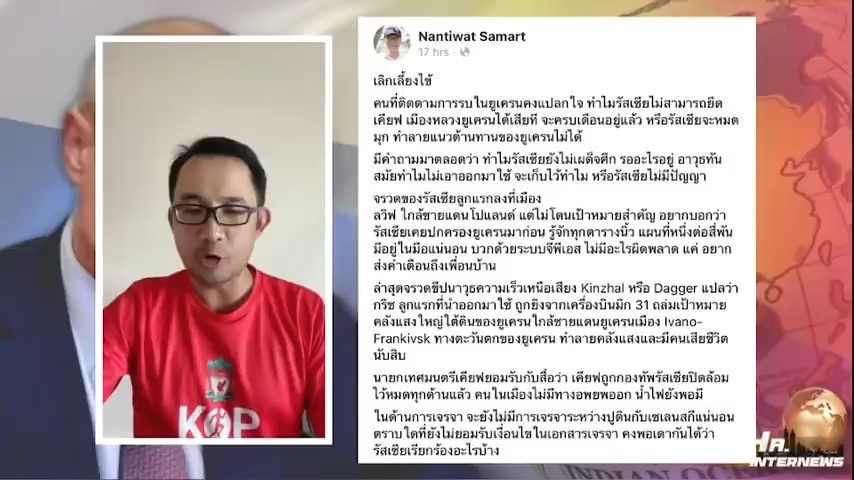 Nantiwat Samart
17 hrs ·
เลิกเลี้ยงไข้
คนที่ติดตามการรบในยูเครนคงแปลกใจ ทำไมรัสเซียไม่สามารถยึด
เคียฟ เมืองหลวงยูเครนได้เสียที จะครบเดือนอยู่แล้ว หรือรัสเซียจะหมด
มุก ทำลายแนวต้านทานของยูเครนไม่ได้
มีคำถามมาตลอดว่า ทำไมรัสเซียยังไม่เผด็จศึก รออะไรอยู่ อาวุธทัน
สมัยทำไมไม่เอาออกมาใช้ จะเก็บไว้ทำไม หรือรัสเซียไม่มีปัญญา
จรวดของรัสเซียลูกแรกลงที่เมือง
ลวิฟ ใกล้ชายแดนโปแลนด์ แต่ไม่โดนเป้าหมายสำคัญ อยากบอกว่า
รัสเซียเคยปกครองยูเครนมาก่อน รู้จักทุกตารางนิ้ว แผนที่หนึ่งต่อสี่พัน
มีอยู่ในมือแน่นอน บวกด้วยระบบจีพีเอส ไม่มีอะไรผิดพลาด แค่ อยาก
ส่งคำเตือนถึงเพื่อนบ้าน
ล่าสุดจรวดขีปนาวุธความเร็วเหนือเสียง Kinzhal หรือ Dagger แปลว่า
กริช ลูกแรกที่นำออกมาใช้ ถูกยิงจากเครื่องบินมิก 31 ถล่มเป้าหมาย
คลังแสงใหญ่ใต้ดินของยูเครนใกล้ชายแดนยูเครนเมือง Ivano-
Frankivsk ทางตะวันตกของยูเครน ทำลายคลังแสงและมีคนเสียชีวิต
นับสิบ
นายกเทศมนตรีเคียฟยอมรับกับสื่อว่า เคียฟถูกกองทัพรัสเซียปิดล้อม
ไว้หมดทุกด้านแล้ว คนในเมืองไม่มีทางอพยพออก น้ำไฟยังพอมี
ในด้านการเจรจา จะยังไม่มีการเจรจาระหว่างปูตินกับเซเลนสกีแน่นอน
ตราบใดที่ยังไม่ยอมรับเงื่อนไขในเอกสารเจรจา คงพอเดากันได้ว่า
รัสเซียเรียกร้องอะไรบ้าง
KOP
HR.
INTERNEWS
INDIAN OCE